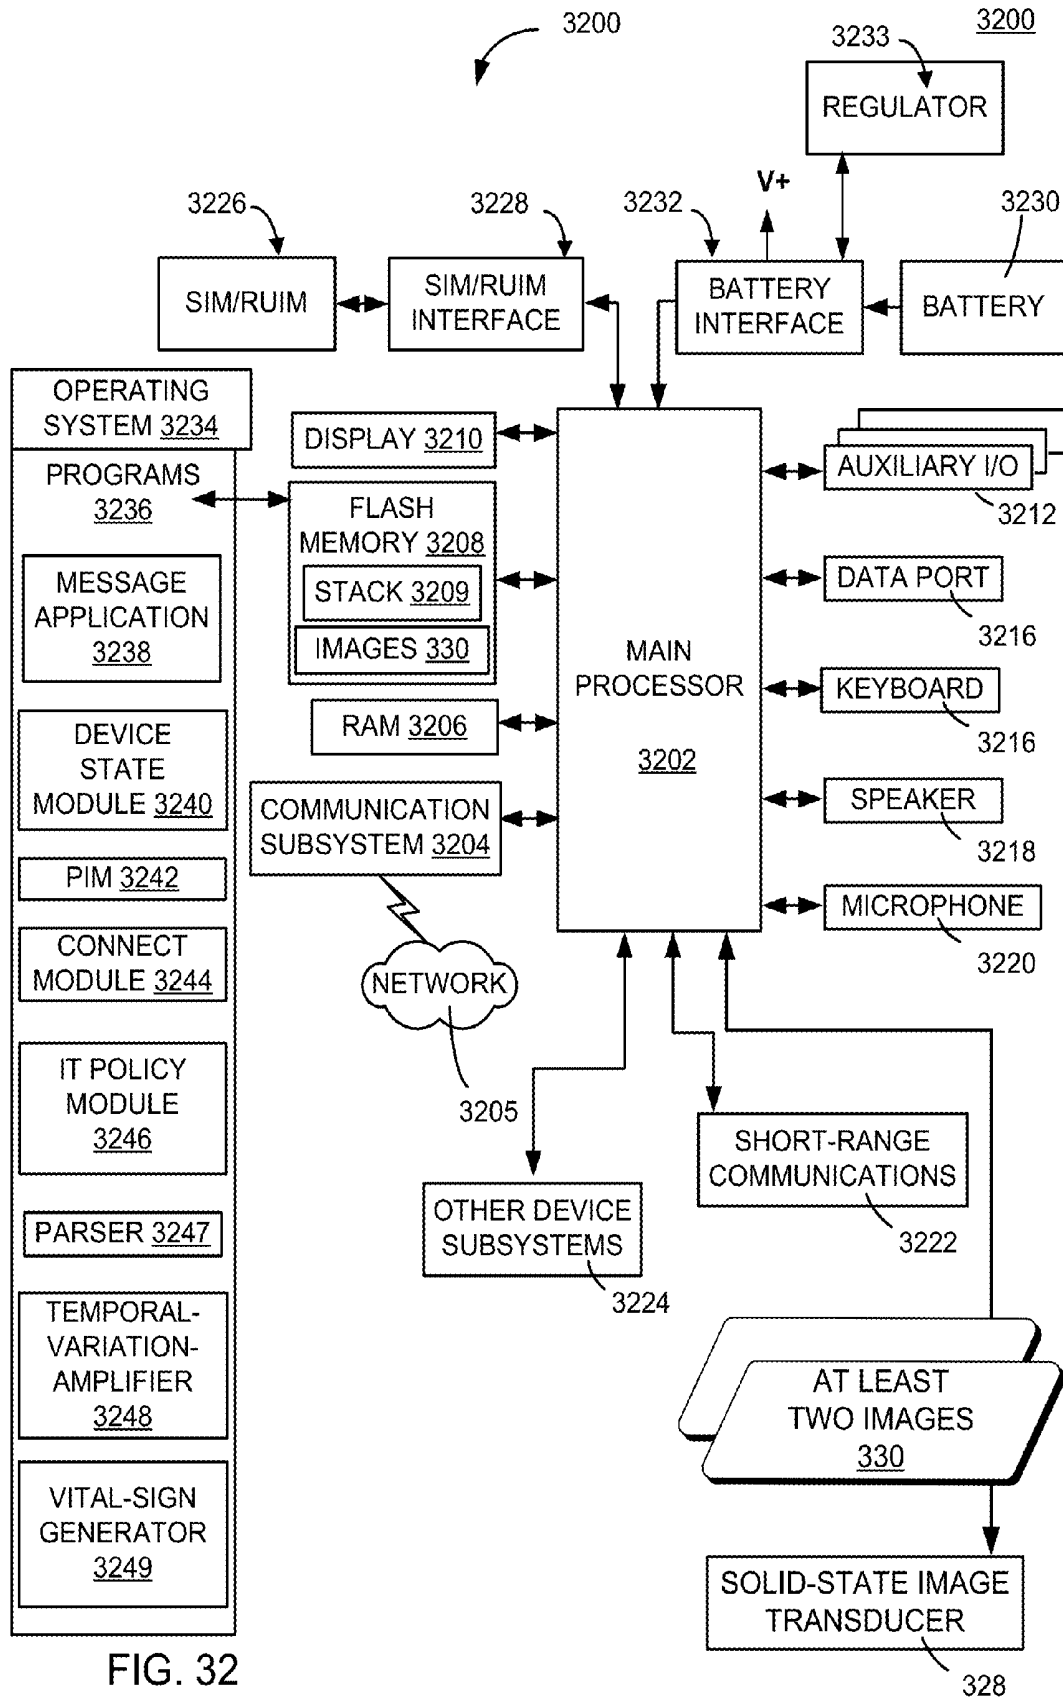 3200
3200
3233
REGULATOR
V+
3226
3228
3232
3230
SIM/RUIM
SIM/RUIM
INTERFACE
BATTERY
INTERFACE
BATTERY
OPERATING
SYSTEM 3234
PROGRAMS
3236
MESSAGE
APPLICATION
3238
DEVICE
STATE
MODULE 3240
PIM 3242
CONNECT
MODULE 3244
IT POLICY
MODULE
3246
PARSER 3247
TEMPORAL-
VARIATION-
AMPLIFIER
3248
VITAL-SIGN
GENERATOR
3249
DISPLAY 3210
FLASH
MEMORY 3208
STACK 3209
IMAGES 330
RAM 3206
COMMUNICATION
SUBSYSTEM 3204
NETWORK
3205
MAIN
PROCESSOR
3202
AUXILIARY I/O
3212
DATA PORT
3216
KEYBOARD
3216
SPEAKER
3218
MICROPHONE
3220
SHORT-RANGE
COMMUNICATIONS
3222
OTHER DEVICE
SUBSYSTEMS
3224
AT LEAST
TWO IMAGES
330
SOLID-STATE IMAGE
TRANSDUCER
328
FIG. 32